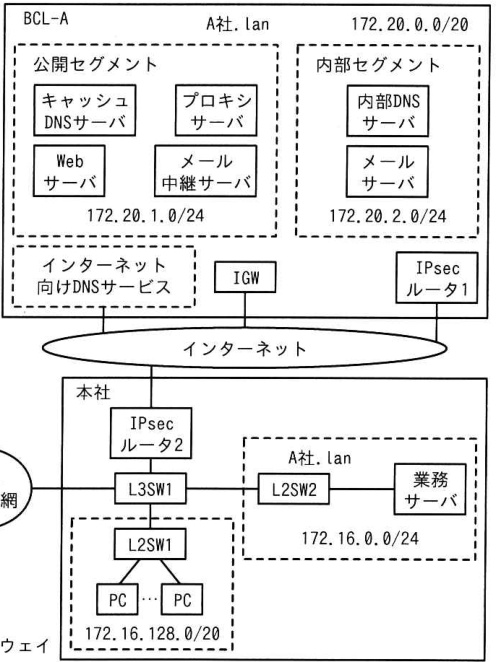 BCL-A
A社.lan
172.20.0.0/20
公開セグメント
キャッシュ
DNSサーバ
プロキシ
サーバ
Web
サーバ
メール
中継サーバ
172.20.1.0/24
内部セグメント
内部DNS
サーバ
メール
サーバ
172.20.2.0/24
インターネット
向けDNSサービス
IGW
IPsec
ルータ1
インターネット
本社
IPsec
ルータ2
網
L3SW1
A社.lan
L2SW2
業務
サーバ
172.16.0.0/24
L2SW1
PC
…
PC
172.16.128.0/20
ウェイ